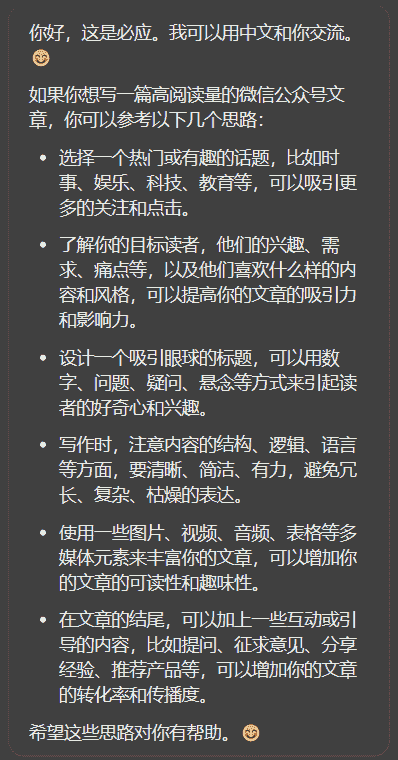 你好，这是必应。我可以用中文和你交流。
😊
如果你想写一篇高阅读量的微信公众号文
章，你可以参考以下几个思路：
• 选择一个热门或有趣的话题，比如时
事、娱乐、科技、教育等，可以吸引更
多的关注和点击。
• 了解你的目标读者，他们的兴趣、需
求、痛点等，以及他们喜欢什么样的内
容和风格，可以提高你的文章的吸引力
和影响力。
• 设计一个吸引眼球的标题，可以用数
字、问题、疑问、悬念等方式来引起读
者的好奇心和兴趣。
• 写作时，注意内容的结构、逻辑、语言
等方面，要清晰、简洁、有力，避免冗
长、复杂、枯燥的表达。
• 使用一些图片、视频、音频、表格等多
媒体元素来丰富你的文章，可以增加你
的文章的可读性和趣味性。
• 在文章的结尾，可以加上一些互动或引
导的内容，比如提问、征求意见、分享
经验、推荐产品等，可以增加你的文章
的转化率和传播度。
希望这些思路对你有帮助。😊